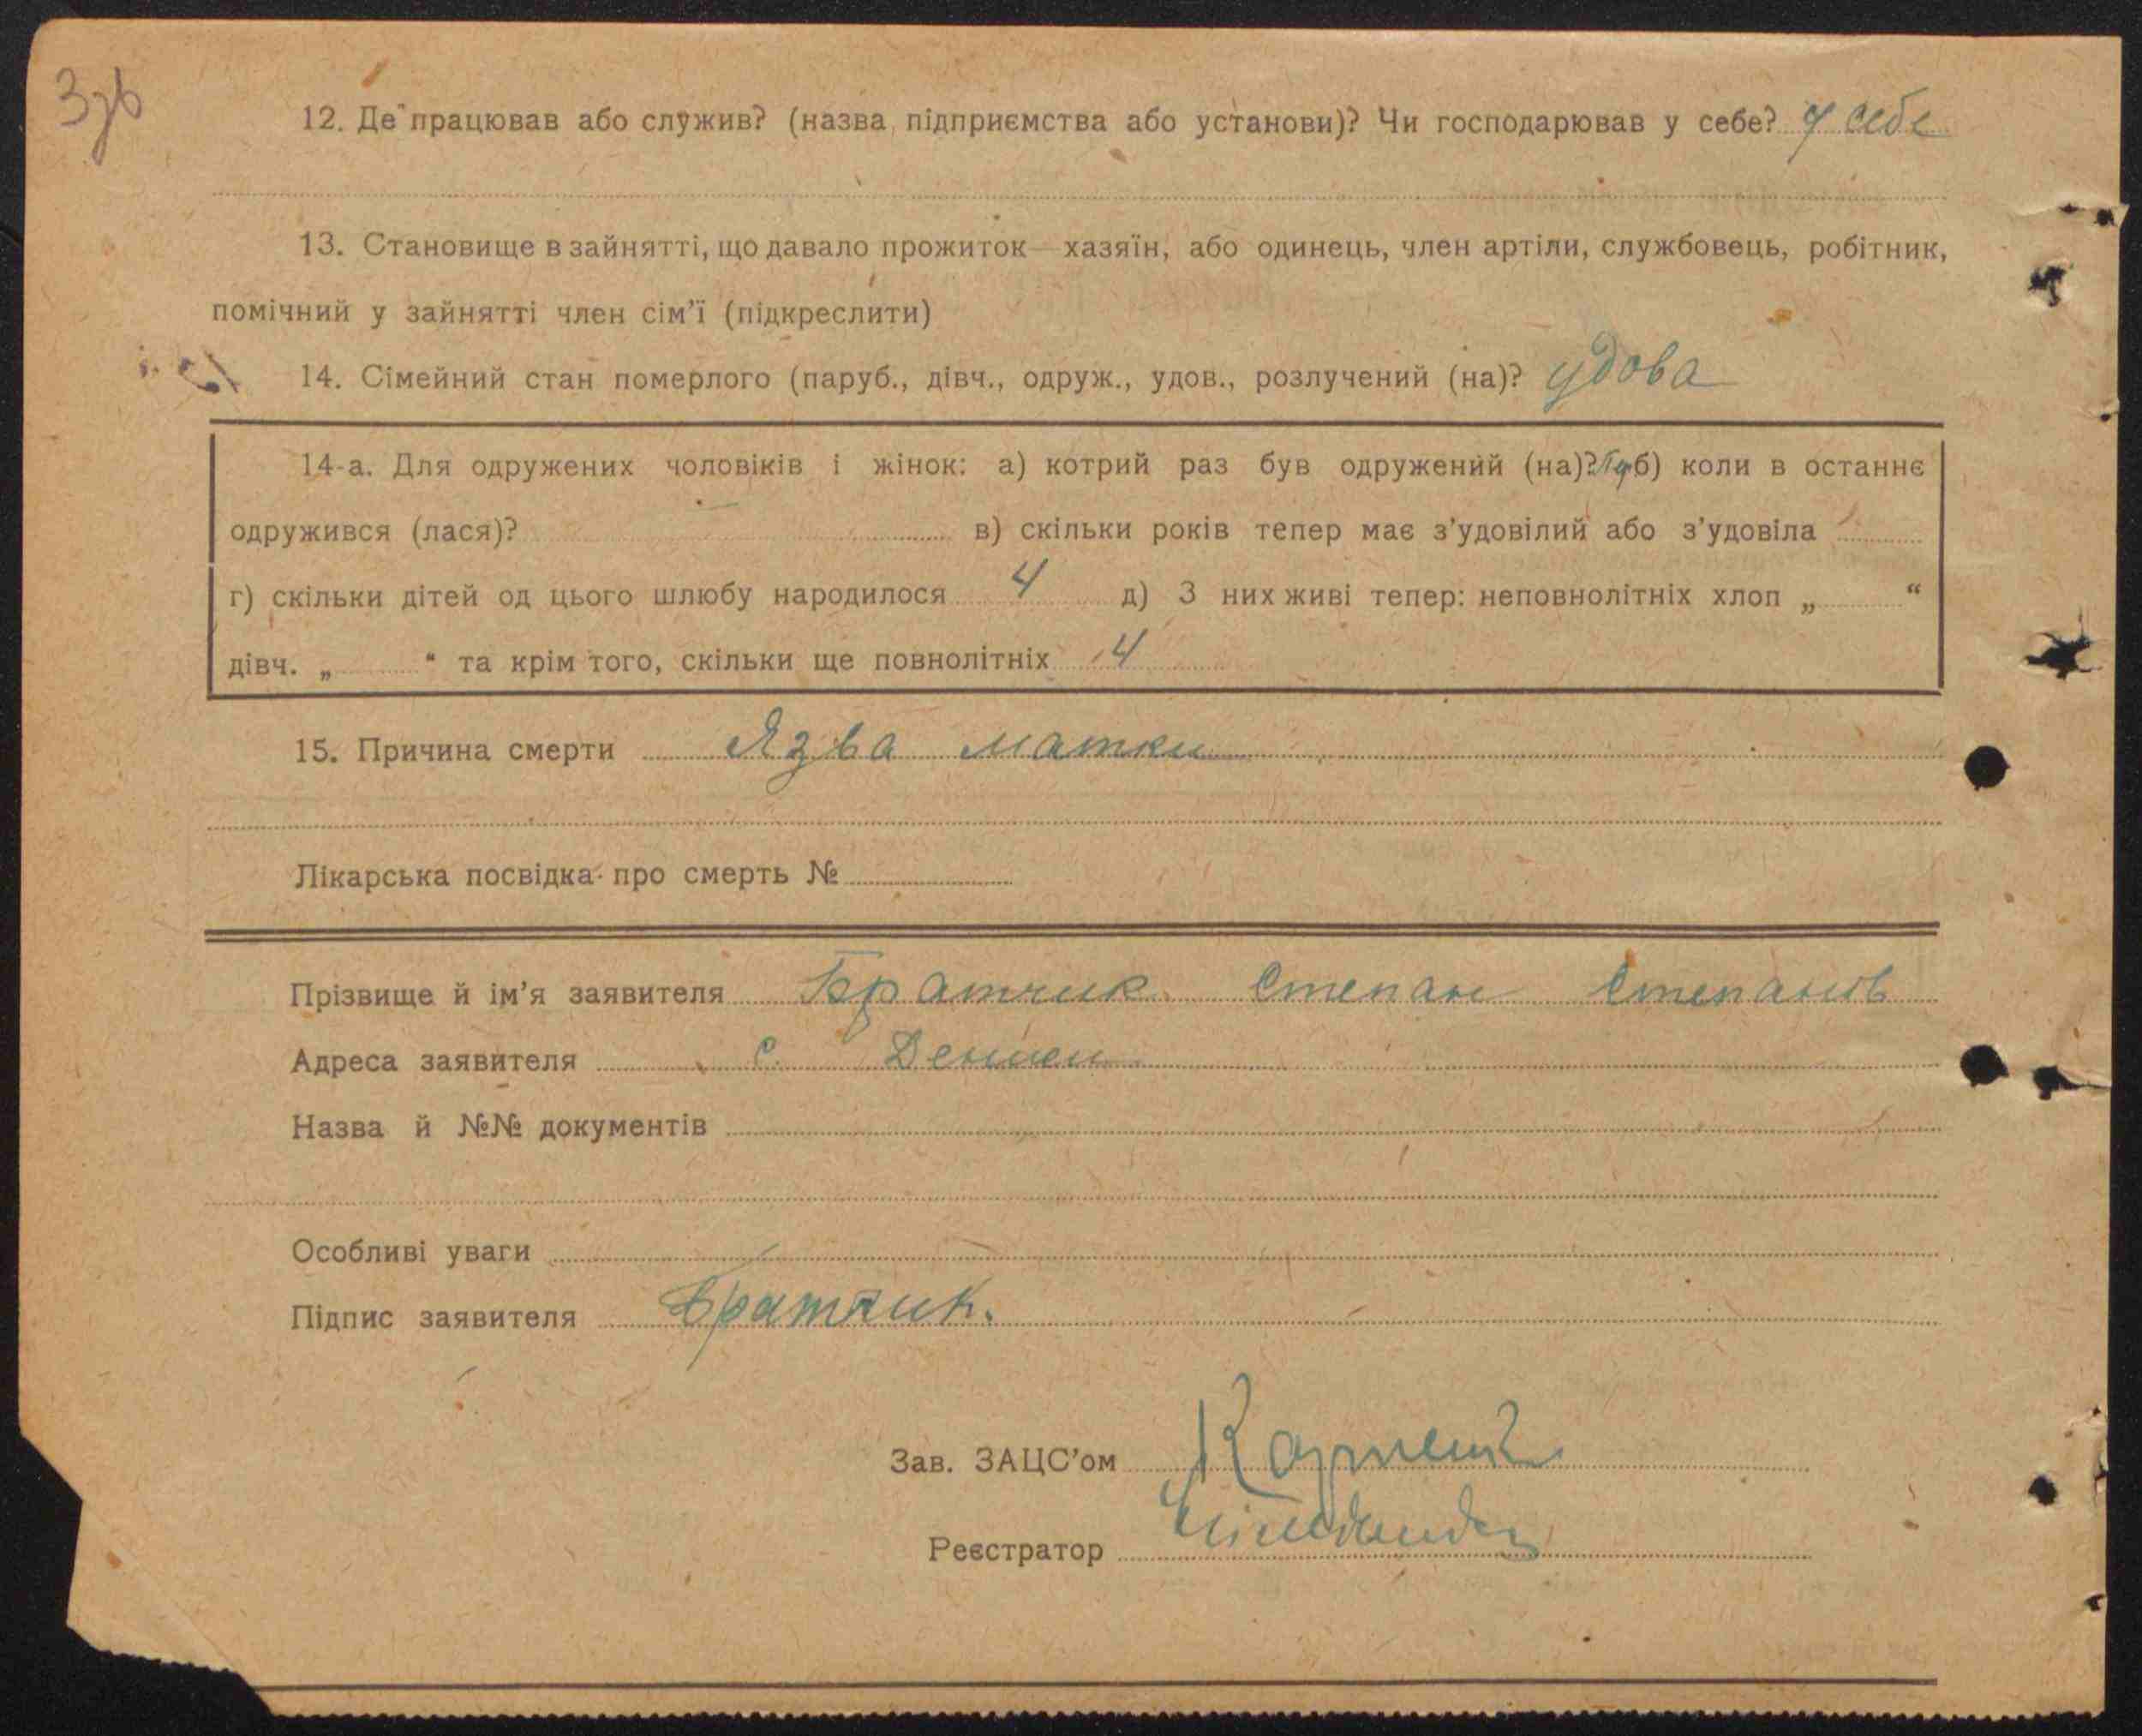 12. Де працював або служив? (назва підприємства або установи)? Чи господарював у себе? у себе
13. Становище в зайнятті, що давало прожиток—хазяїн, або одинець, член артіли, службовець, робітник,
помічний у зайнятті член сім'ї (підкреслити)
14. Сімейний стан померлого (паруб., дівч., одруж., удов., розлучений (на)? удова
14-а. Для одружених чоловіків і жінок: а) котрий раз був одружений (на)? б) коли в останнє
одружився (лася)? в) скільки років тепер має з'удовілий або з'удовіла
г) скільки дітей од цього шлюбу народилося 4 д) З них живі тепер: неповнолітніх хлоп „ “
дівч. „ “ та крім того, скільки ще повнолітніх 4
15. Причина смерти Язва матки
Лікарська посвідка про смерть №
Прізвище й ім'я заявителя Братчик Степан Степанов
Адреса заявителя с. Дениси
Назва й №№ документів
Особливі уваги
Підпис заявителя Братчик.
Зав. ЗАЦС'ом
Реєстратор